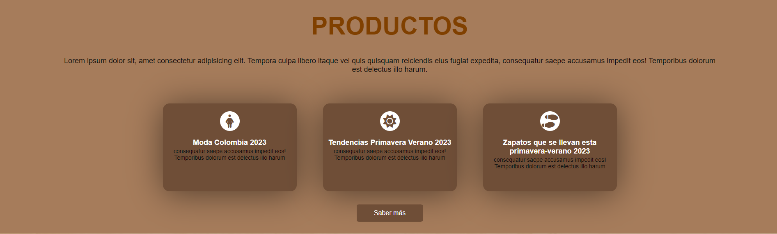 PRODUCTOS
Lorem ipsum dolor sit, amet consectetur adipisicing elit. Tempora culpa libero itaque vel quis quisquam reiciendis eius fugiat expedita, consequatur saepe accusamus impedit eos! Temporibus dolorum
est delectus illo harum.
Moda Colombia 2023
consequatur saepe accusamus impedit eos!
Temporibus dolorum est delectus illo harum
Tendencias Primavera Verano 2023
consequatur saepe accusamus impedit eos!
Temporibus dolorum est delectus illo harum
Zapatos que se llevan esta
primavera-verano 2023
consequatur saepe accusamus impedit eos!
Temporibus dolorum est delectus illo harum
Saber más